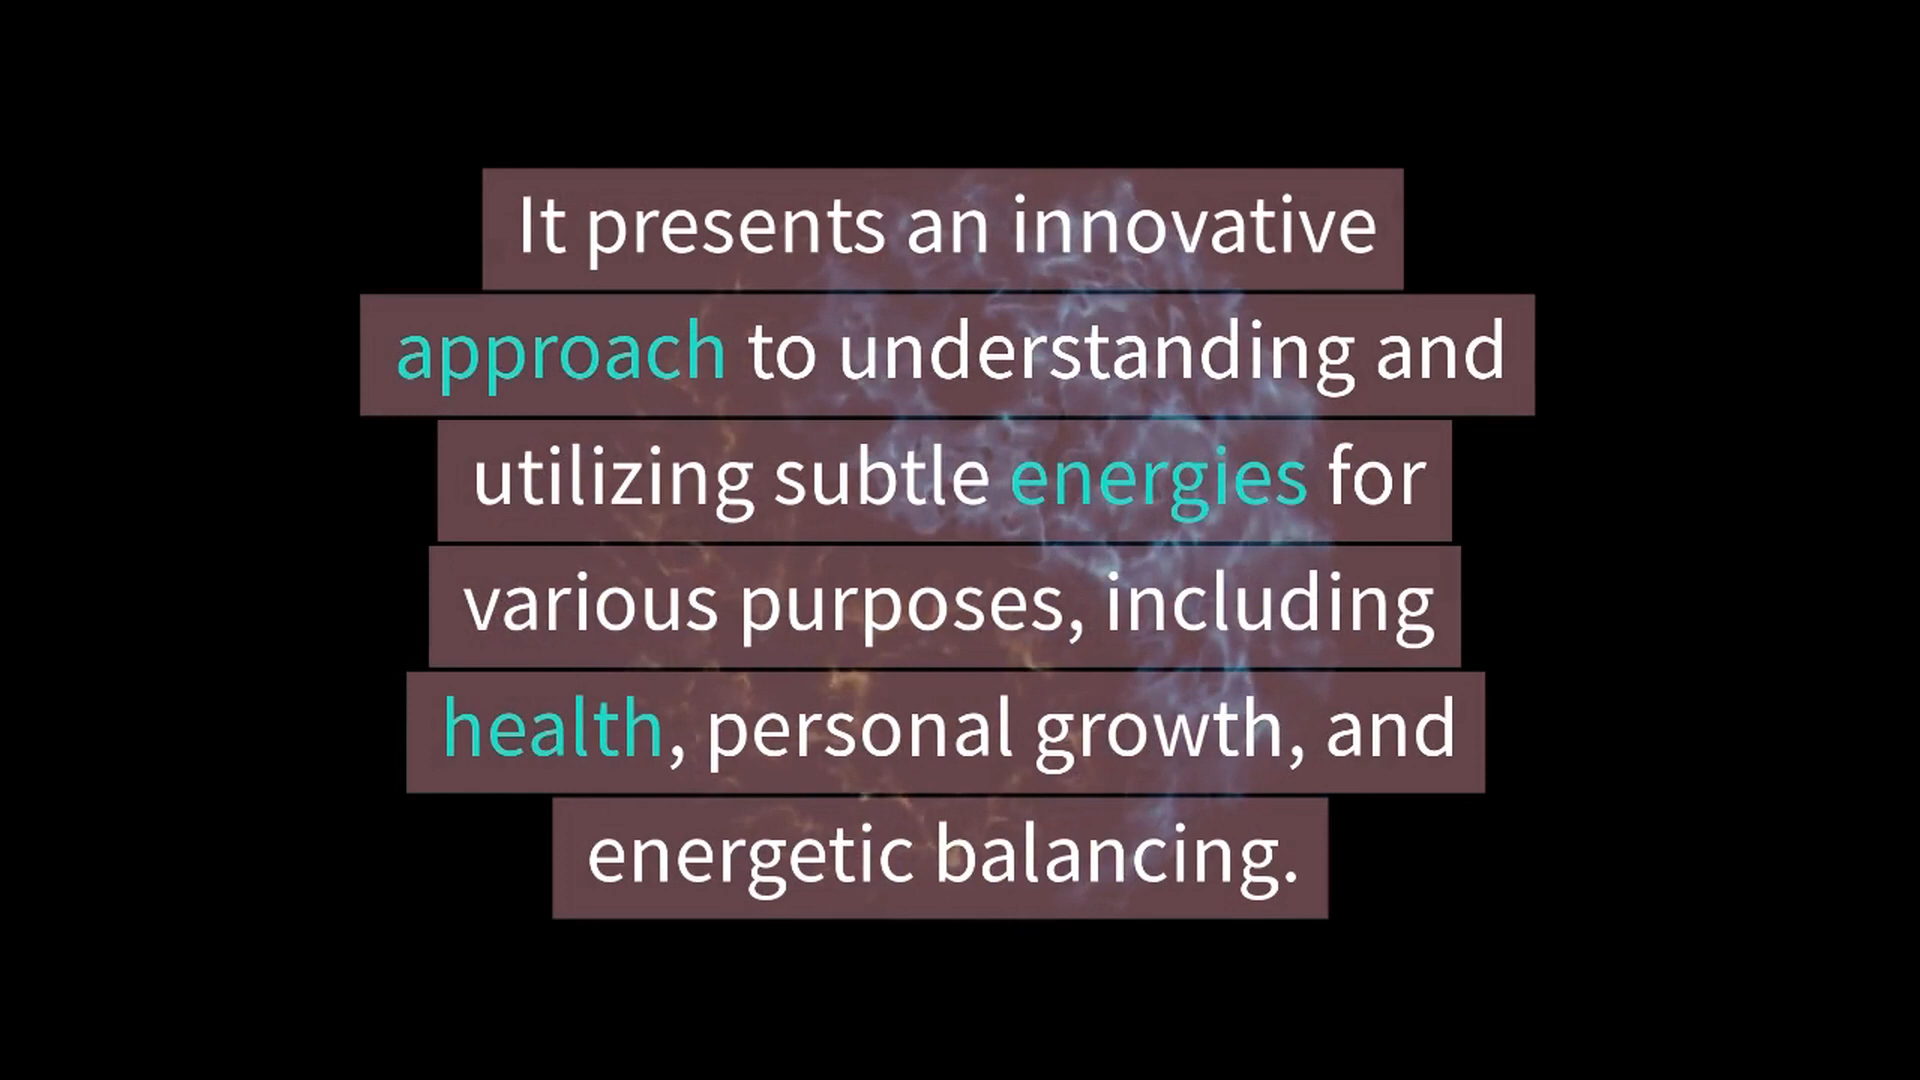 It presents an innovative
approach to understanding and
utilizing subtle energies for
various purposes, including
health, personal growth, and
energetic balancing.